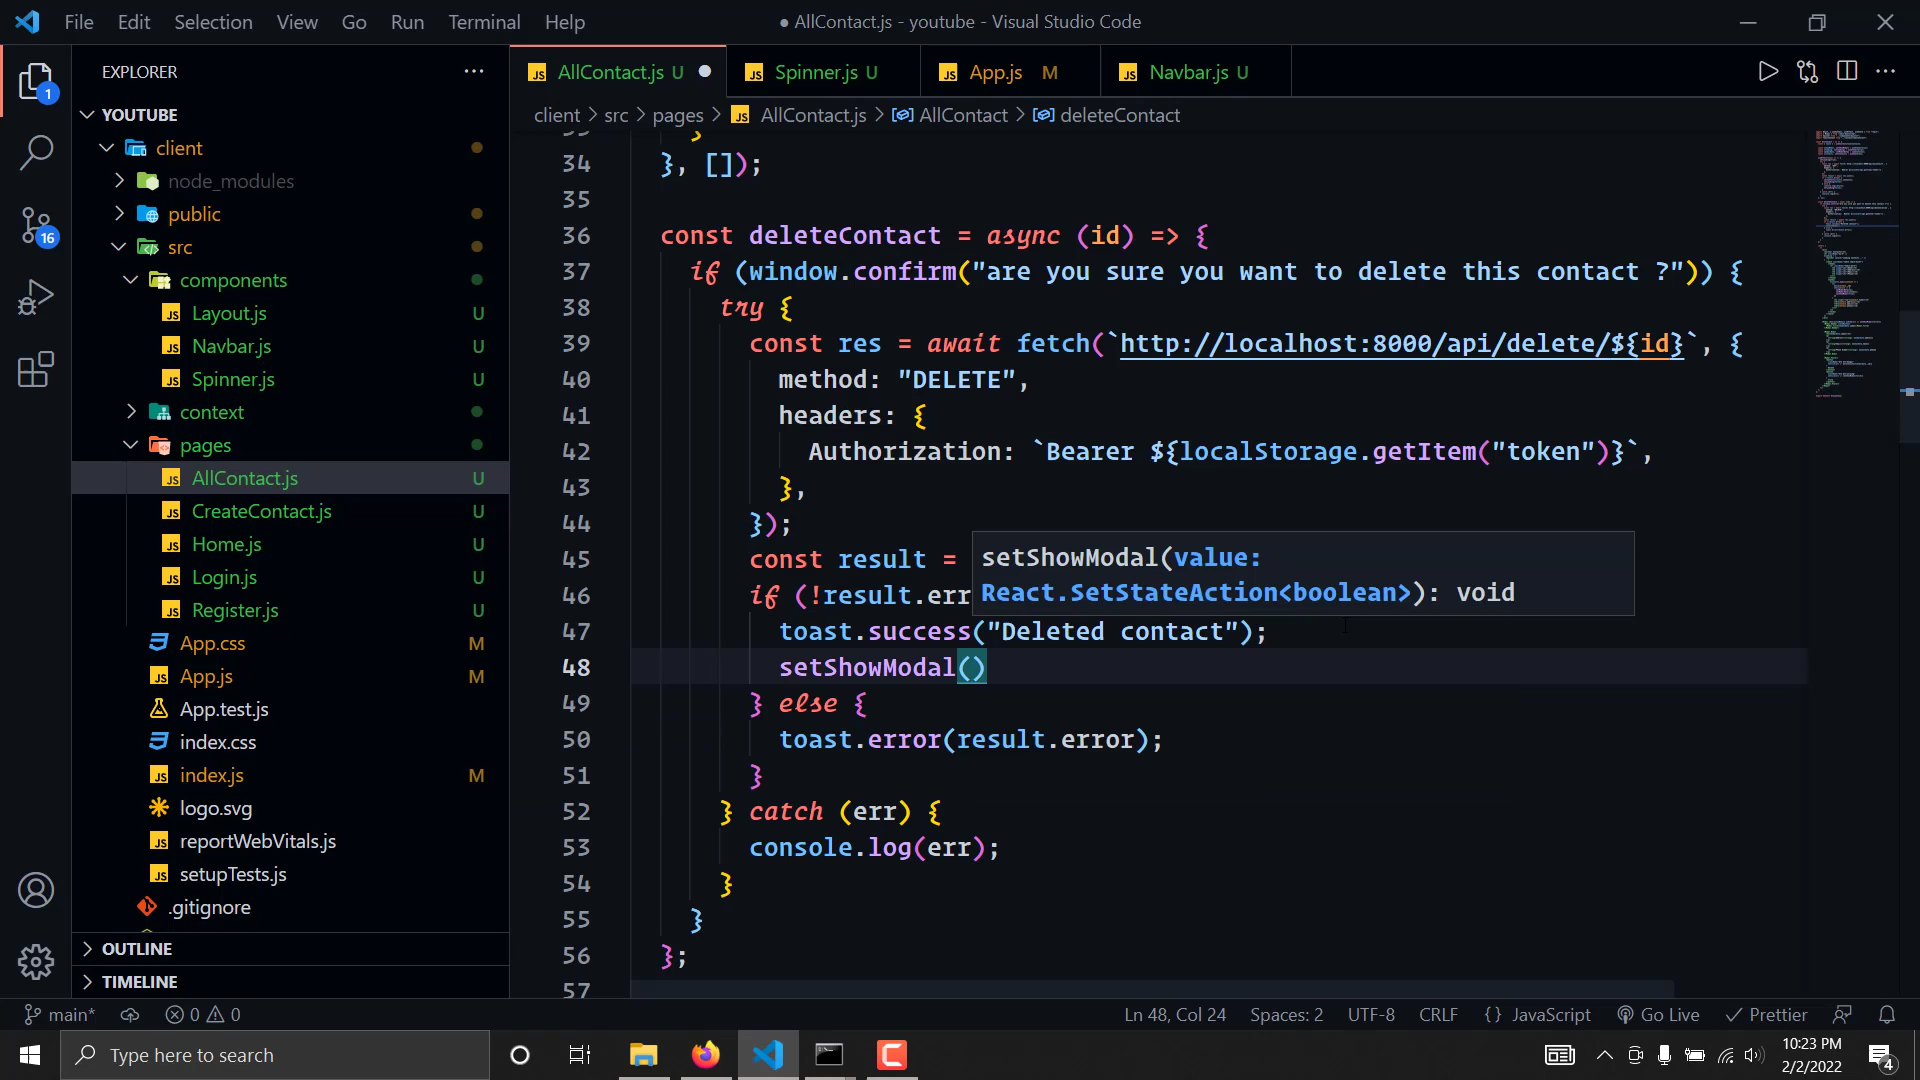 File Edit Selection View Go Run Terminal Help
● AllContact.js - youtube - Visual Studio Code
EXPLORER
YOUTUBE
client
node_modules
public
src
components
Layout.js U
Navbar.js U
Spinner.js U
context
pages
AllContact.js U
CreateContact.js U
Home.js U
Login.js U
Register.js U
App.css M
App.js M
App.test.js
index.css
index.js M
logo.svg
reportWebVitals.js
setupTests.js
.gitignore
OUTLINE
TIMELINE
1
16
AllContact.js U ● Spinner.js U App.js M Navbar.js U
client > src > pages > AllContact.js > AllContact > deleteContact
34 }, []);
35
36 const deleteContact = async (id) => {
37 if (window.confirm("are you sure you want to delete this contact ?")) {
38 try {
39 const res = await fetch(`http://localhost:8000/api/delete/${id}`, {
40 method: "DELETE",
41 headers: {
42 Authorization: `Bearer ${localStorage.getItem("token")}`,
43 },
44 });
45 const result =
setShowModal(value:
46 if (!result.err
React.SetStateAction<boolean>): void
47 toast.success("Deleted contact");
48 setShowModal()
49 } else {
50 toast.error(result.error);
51 }
52 } catch (err) {
53 console.log(err);
54 }
55 }
56 };
57
main* 0 0 Ln 48, Col 24 Spaces: 2 UTF-8 CRLF {} JavaScript Go Live Prettier
Type here to search
10:23 PM
2/2/2022
4